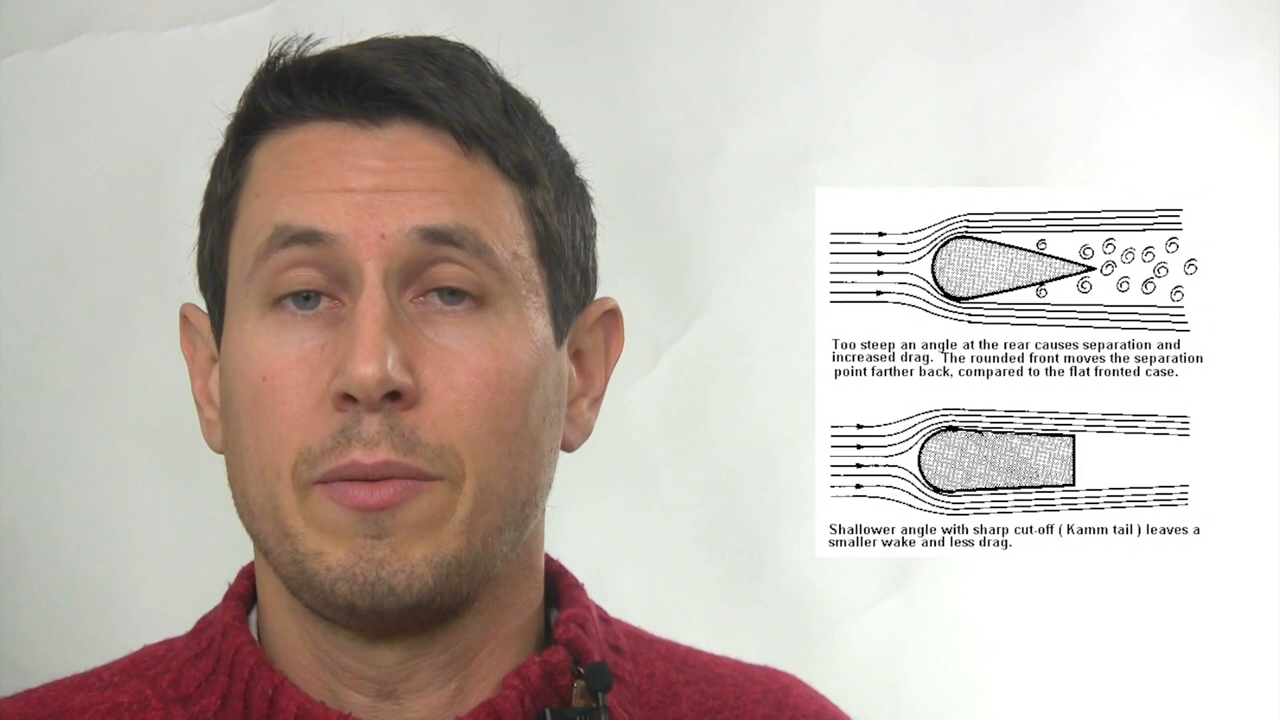 Too steep an angle at the rear causes separation and
increased drag. The rounded front moves the separation
point farther back, compared to the flat fronted case.
Shallower angle with sharp cut-off ( Kamm tail ) leaves a
smaller wake and less drag.